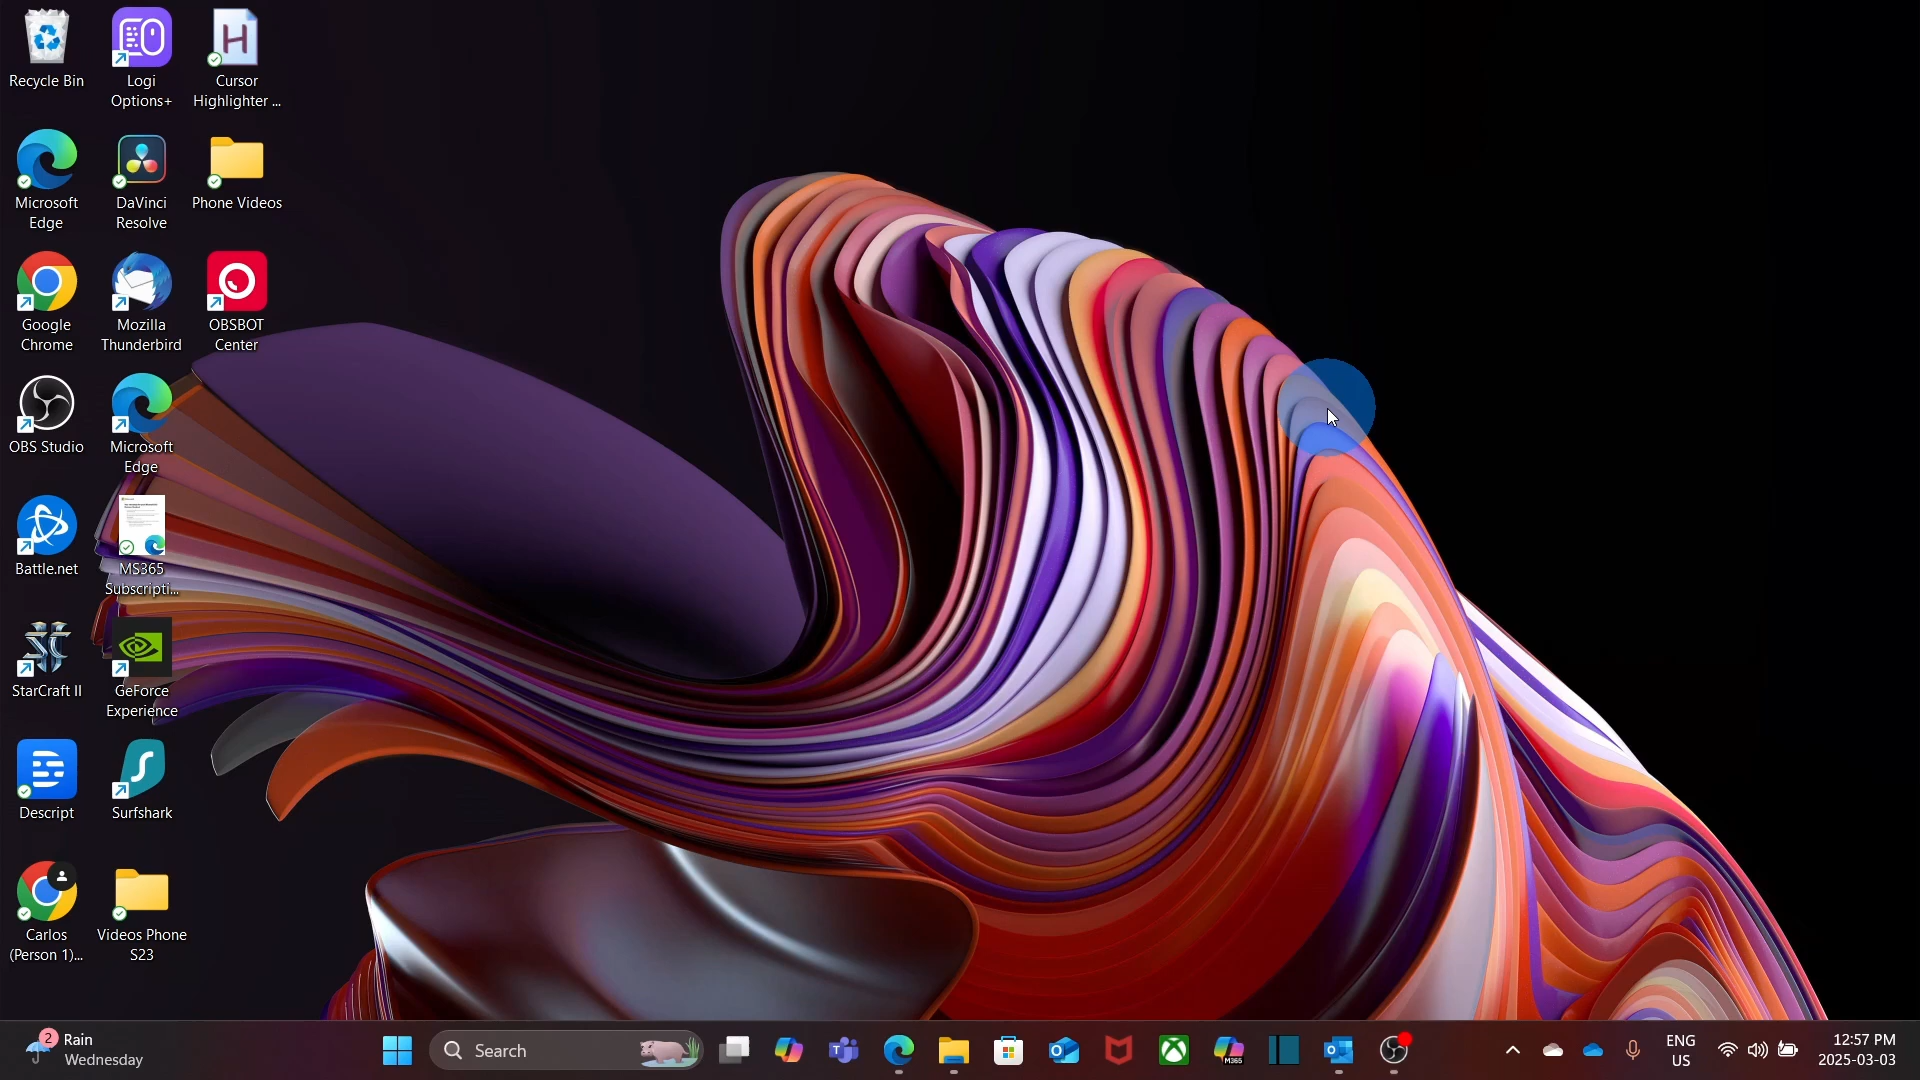 Recycle Bin
Logi
Options+
Cursor
Highlighter ...
Microsoft
Edge
DaVinci
Resolve
Phone Videos
Google
Chrome
Mozilla
Thunderbird
OBSBOT
Center
OBS Studio
Microsoft
Edge
Battle.net
MS365
Subscripti...
StarCraft II
GeForce
Experience
Descript
Surfshark
Carlos
(Person 1)...
Videos Phone
S23
2
Rain
Wednesday
Search
M365
ENG
US
12:57 PM
2025-03-03